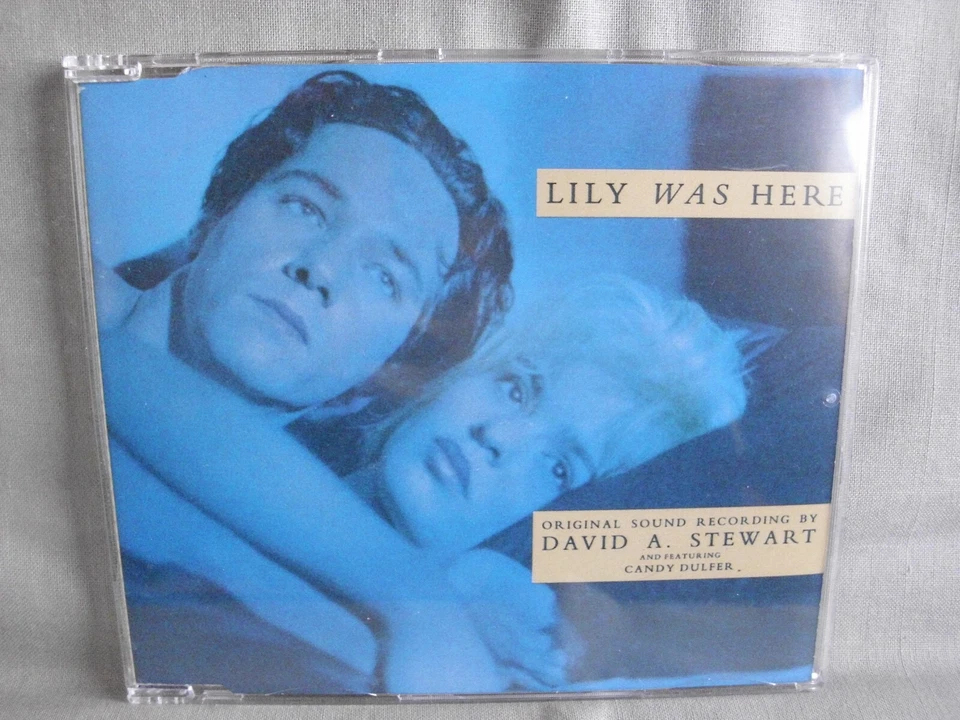 LILY WAS HERE
ORIGINAL SOUND RECORDING BY
DAVID A. STEWART
AND FEATURING
CANDY DULFER